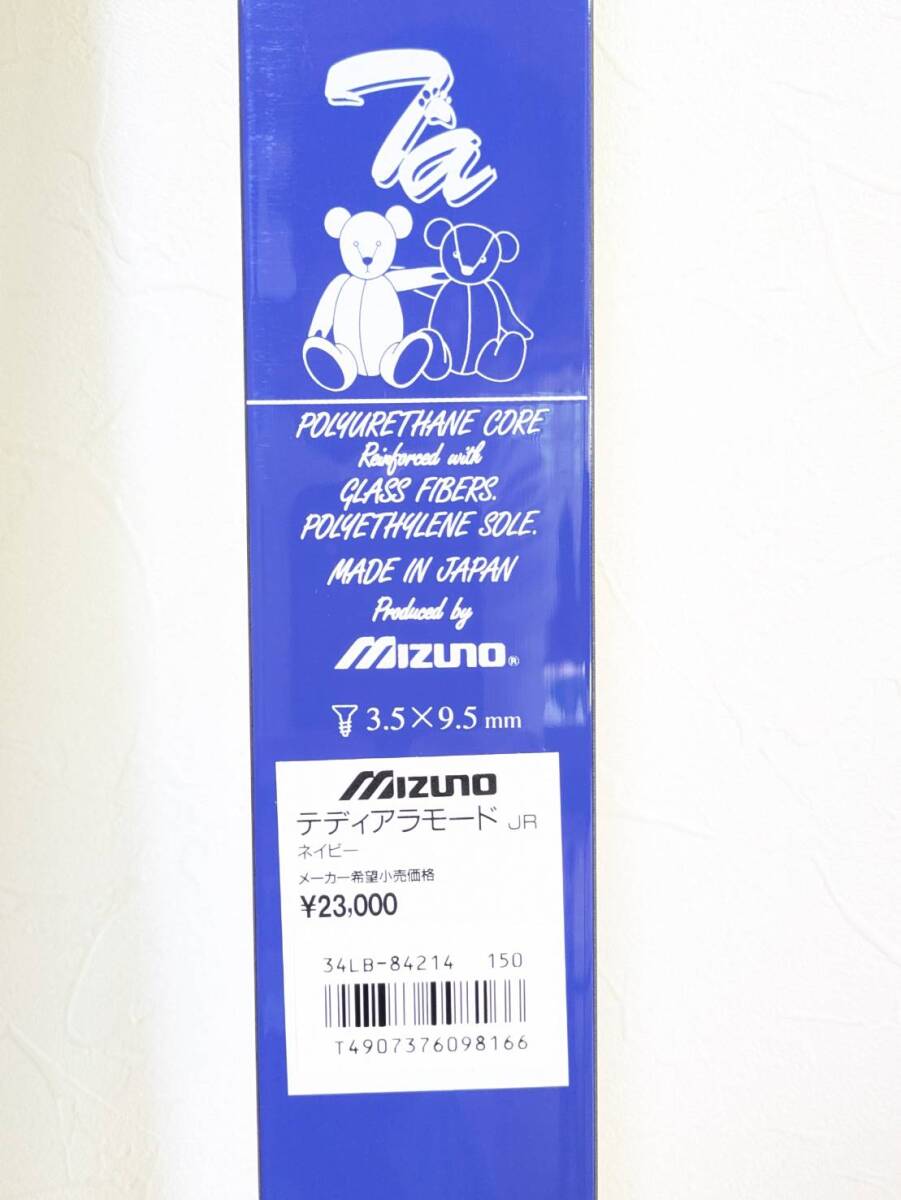 Ta
POLYURETHANE CORE
Reinforced with
GLASS FIBERS.
POLYETHYLENE SOLE.
MADE IN JAPAN
Produced by
MIZUNO®
3.5×9.5 mm
MIZUNO
テディアラモード JR
ネイビー
メーカー希望小売価格
¥23,000
34LB-84214 150
T4907376098166